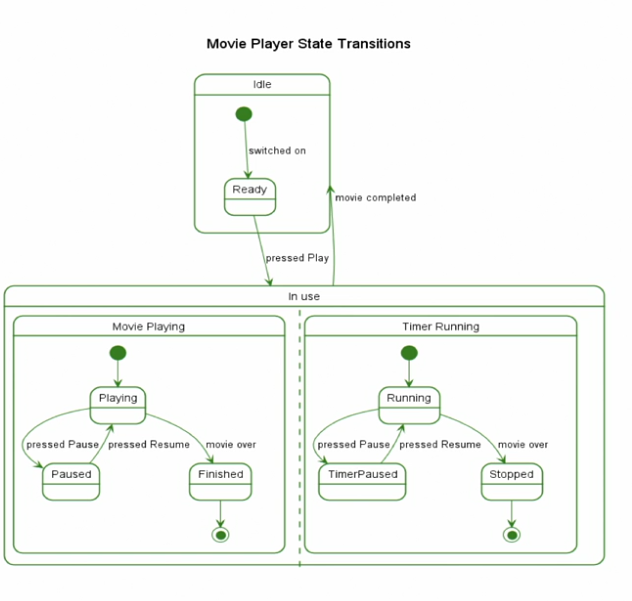 Movie Player State Transitions
Idle
switched on
Ready
movie completed
pressed Play
In use
Movie Playing
Timer Running
Playing
Running
pressed Pause
pressed Resume
movie over
pressed Pause
pressed Resume
movie over
Paused
Finished
TimerPaused
Stopped